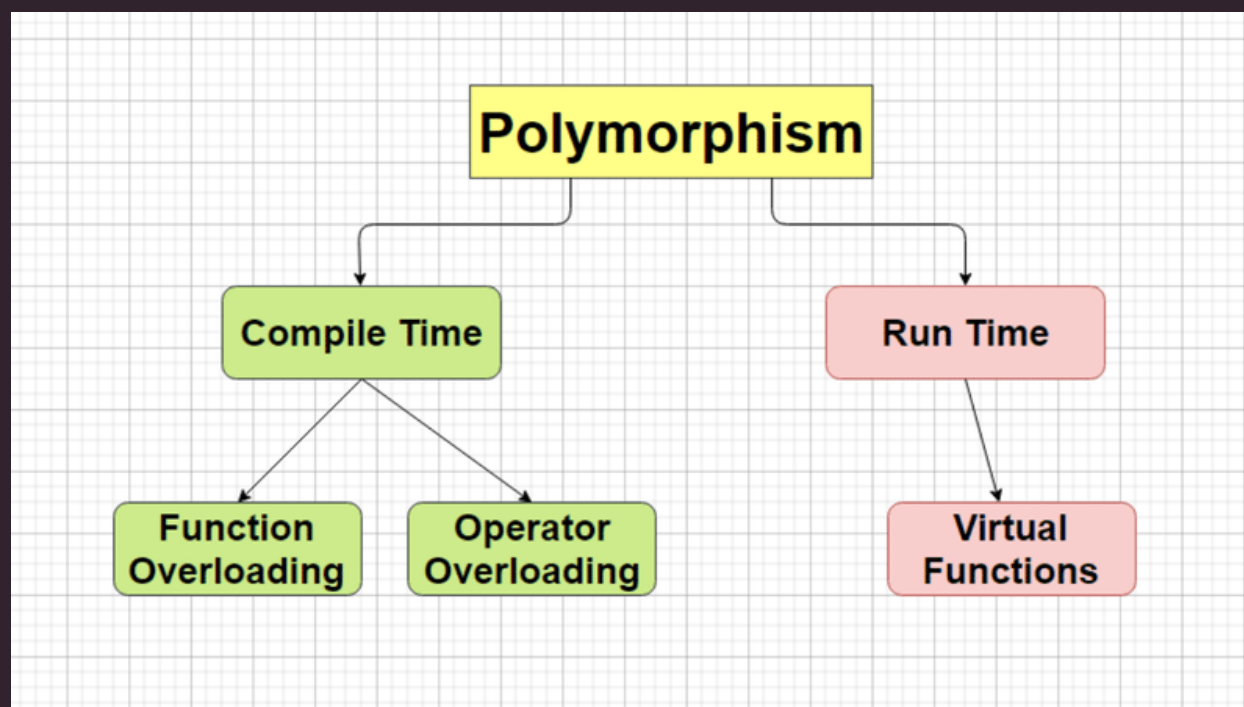 Polymorphism
Compile Time
Run Time
Function
Overloading
Operator
Overloading
Virtual
Functions